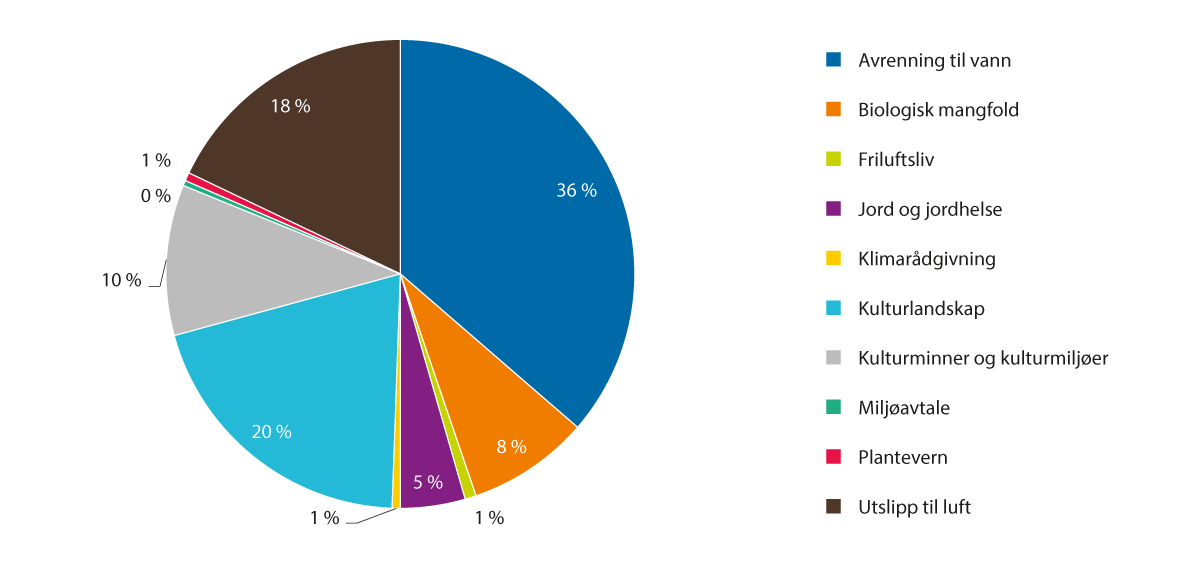 18 %
1 %
0 %
10 %
36 %
20 %
8 %
5 %
1 %
1 %
Avrenning til vann
Biologisk mangfold
Friluftsliv
Jord og jordhelse
Klimarådgivning
Kulturlandskap
Kulturminner og kulturmiljøer
Miljøavtale
Plantevern
Utslipp til luft